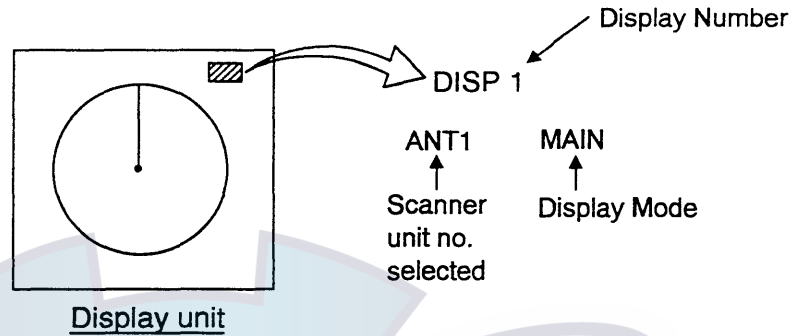 Display Number
DISP 1
ANT1 MAIN
Scanner unit no. selected
Display Mode
Display unit